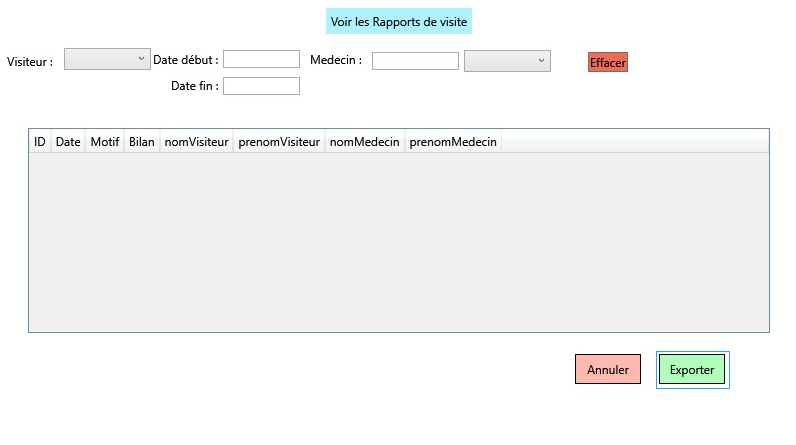 Voir les Rapports de visite
Visiteur : Date début : Medecin : Effacer
Date fin :
ID Date Motif Bilan nomVisiteur prenomVisiteur nomMedecin prenomMedecin
Annuler Exporter